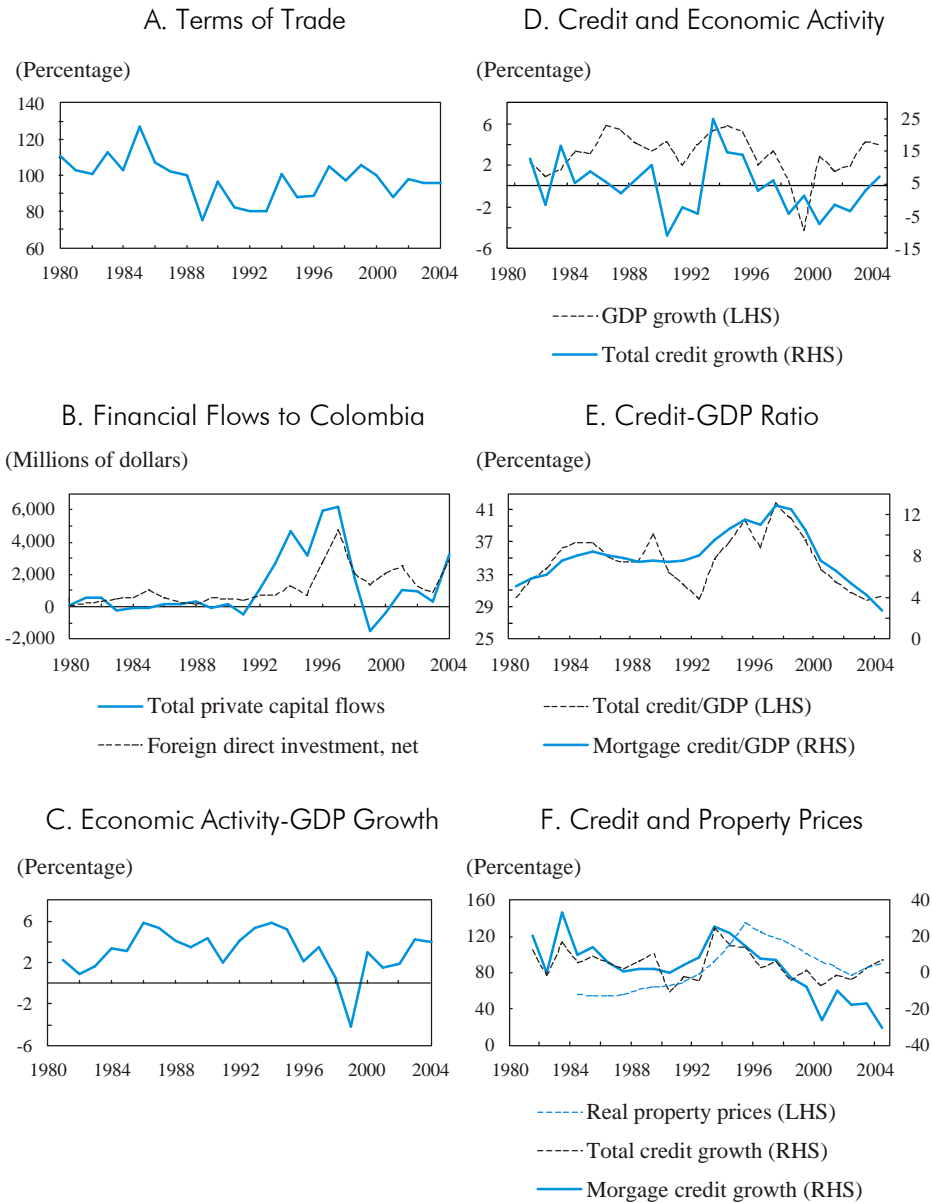 A. Terms of Trade
(Percentage)
140
120
100
80
60
1980 1984 1988 1992 1996 2000 2004
D. Credit and Economic Activity
(Percentage)
6
2
-2
-6
25
15
5
-5
-15
1980 1984 1988 1992 1996 2000 2004
GDP growth (LHS)
Total credit growth (RHS)
B. Financial Flows to Colombia
(Millions of dollars)
6,000
4,000
2,000
0
-2,000
1980 1984 1988 1992 1996 2000 2004
Total private capital flows
Foreign direct investment, net
E. Credit-GDP Ratio
(Percentage)
41
37
33
29
25
12
8
4
0
1980 1984 1988 1992 1996 2000 2004
Total credit/GDP (LHS)
Mortgage credit/GDP (RHS)
C. Economic Activity-GDP Growth
(Percentage)
6
2
-2
-6
1980 1984 1988 1992 1996 2000 2004
F. Credit and Property Prices
(Percentage)
160
120
80
40
0
40
20
0
-20
-40
1980 1984 1988 1992 1996 2000 2004
Real property prices (LHS)
Total credit growth (RHS)
Morgage credit growth (RHS)